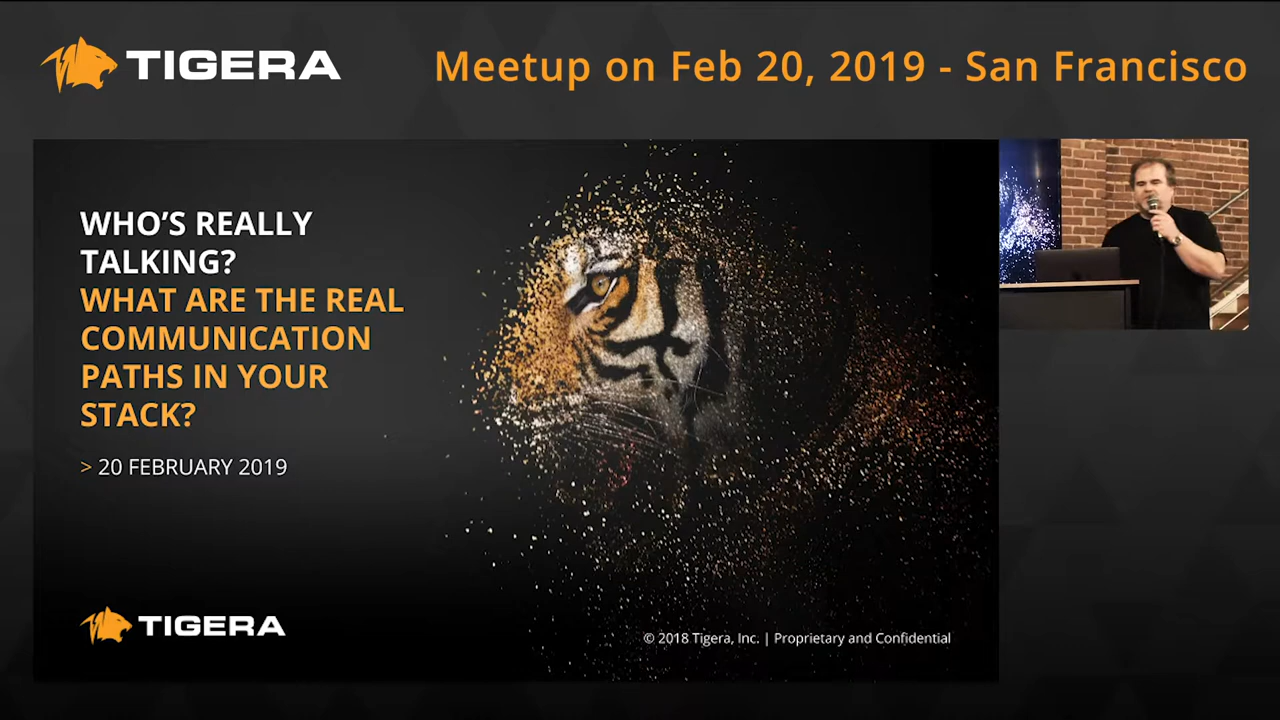 TIGERA
Meetup on Feb 20, 2019 - San Francisco
WHO'S REALLY
TALKING?
WHAT ARE THE REAL
COMMUNICATION
PATHS IN YOUR
STACK?
> 20 FEBRUARY 2019
TIGERA
© 2018 Tigera, Inc. | Proprietary and Confidential